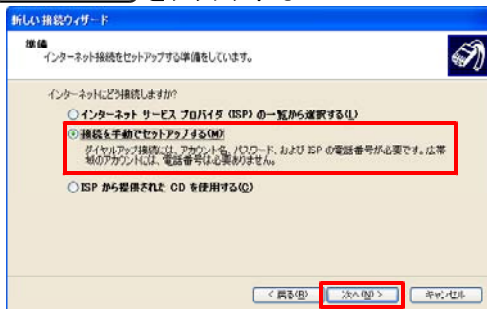 新しい接続ウィザード
準備
インターネット接続をセットアップする準備をしています。
インターネットにどう接続しますか?
インターネット サービス プロバイダ (ISP) の一覧から選択する(L)
接続を手動でセットアップする(M)
ダイヤルアップ接続には、アカウント名、パスワード、および ISP の電話番号が必要です。広帯
域のアカウントには、電話番号は必要ありません。
ISP から提供された CD を使用する(C)
< 戻る(B) 次へ(N) > キャンセル